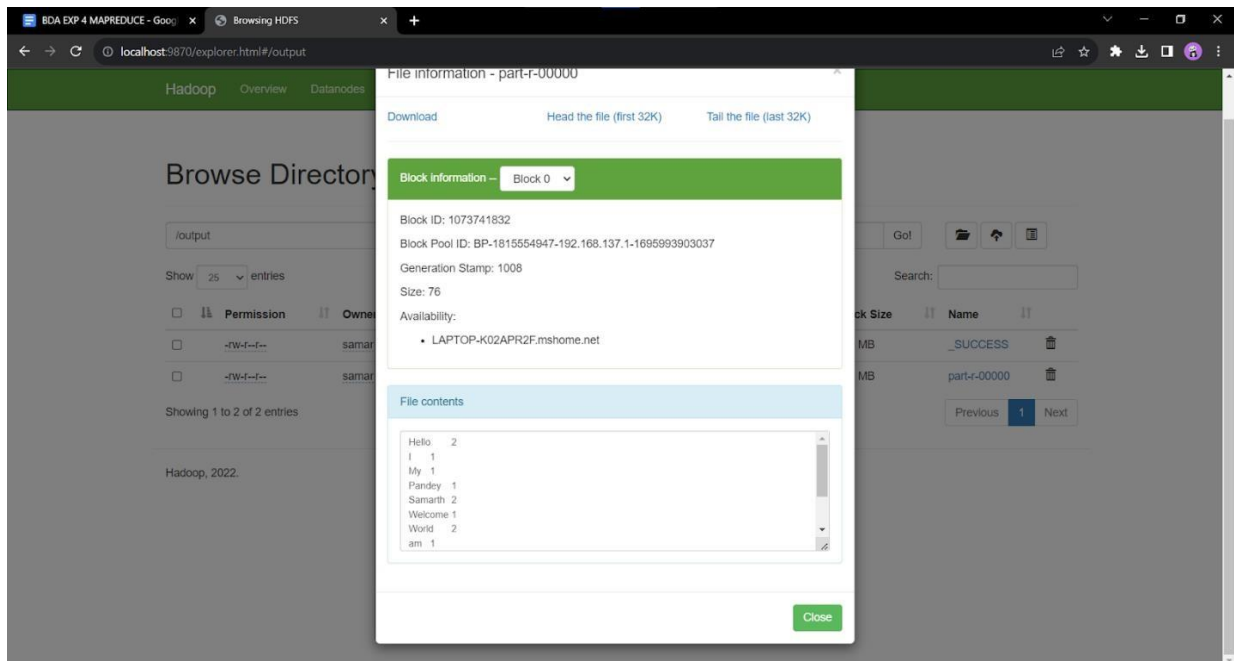 BDA EXP 4 MAPREDUCE - Goog
Browsing HDFS
localhost:9870/explorer.html#/output
Hadoop Overview Datanodes
File information - part-r-00000
Download Head the file (first 32K) Tail the file (last 32K)
Browse Directory
Block information -- Block 0
Block ID: 1073741832
Block Pool ID: BP-1815554947-192.168.137.1-1695993903037
Generation Stamp: 1008
Size: 76
Availability:
LAPTOP-K02APR2F.mshome.net
/output Go!
Show 25 entries Search:
Permission Owner ck Size Name
-rw-r--r-- samar MB _SUCCESS
-rw-r--r-- samar MB part-r-00000
Showing 1 to 2 of 2 entries Previous 1 Next
Hadoop, 2022.
File contents
Hello 2
I 1
My 1
Pandey 1
Samarth 2
Welcome 1
World 2
am 1
Close